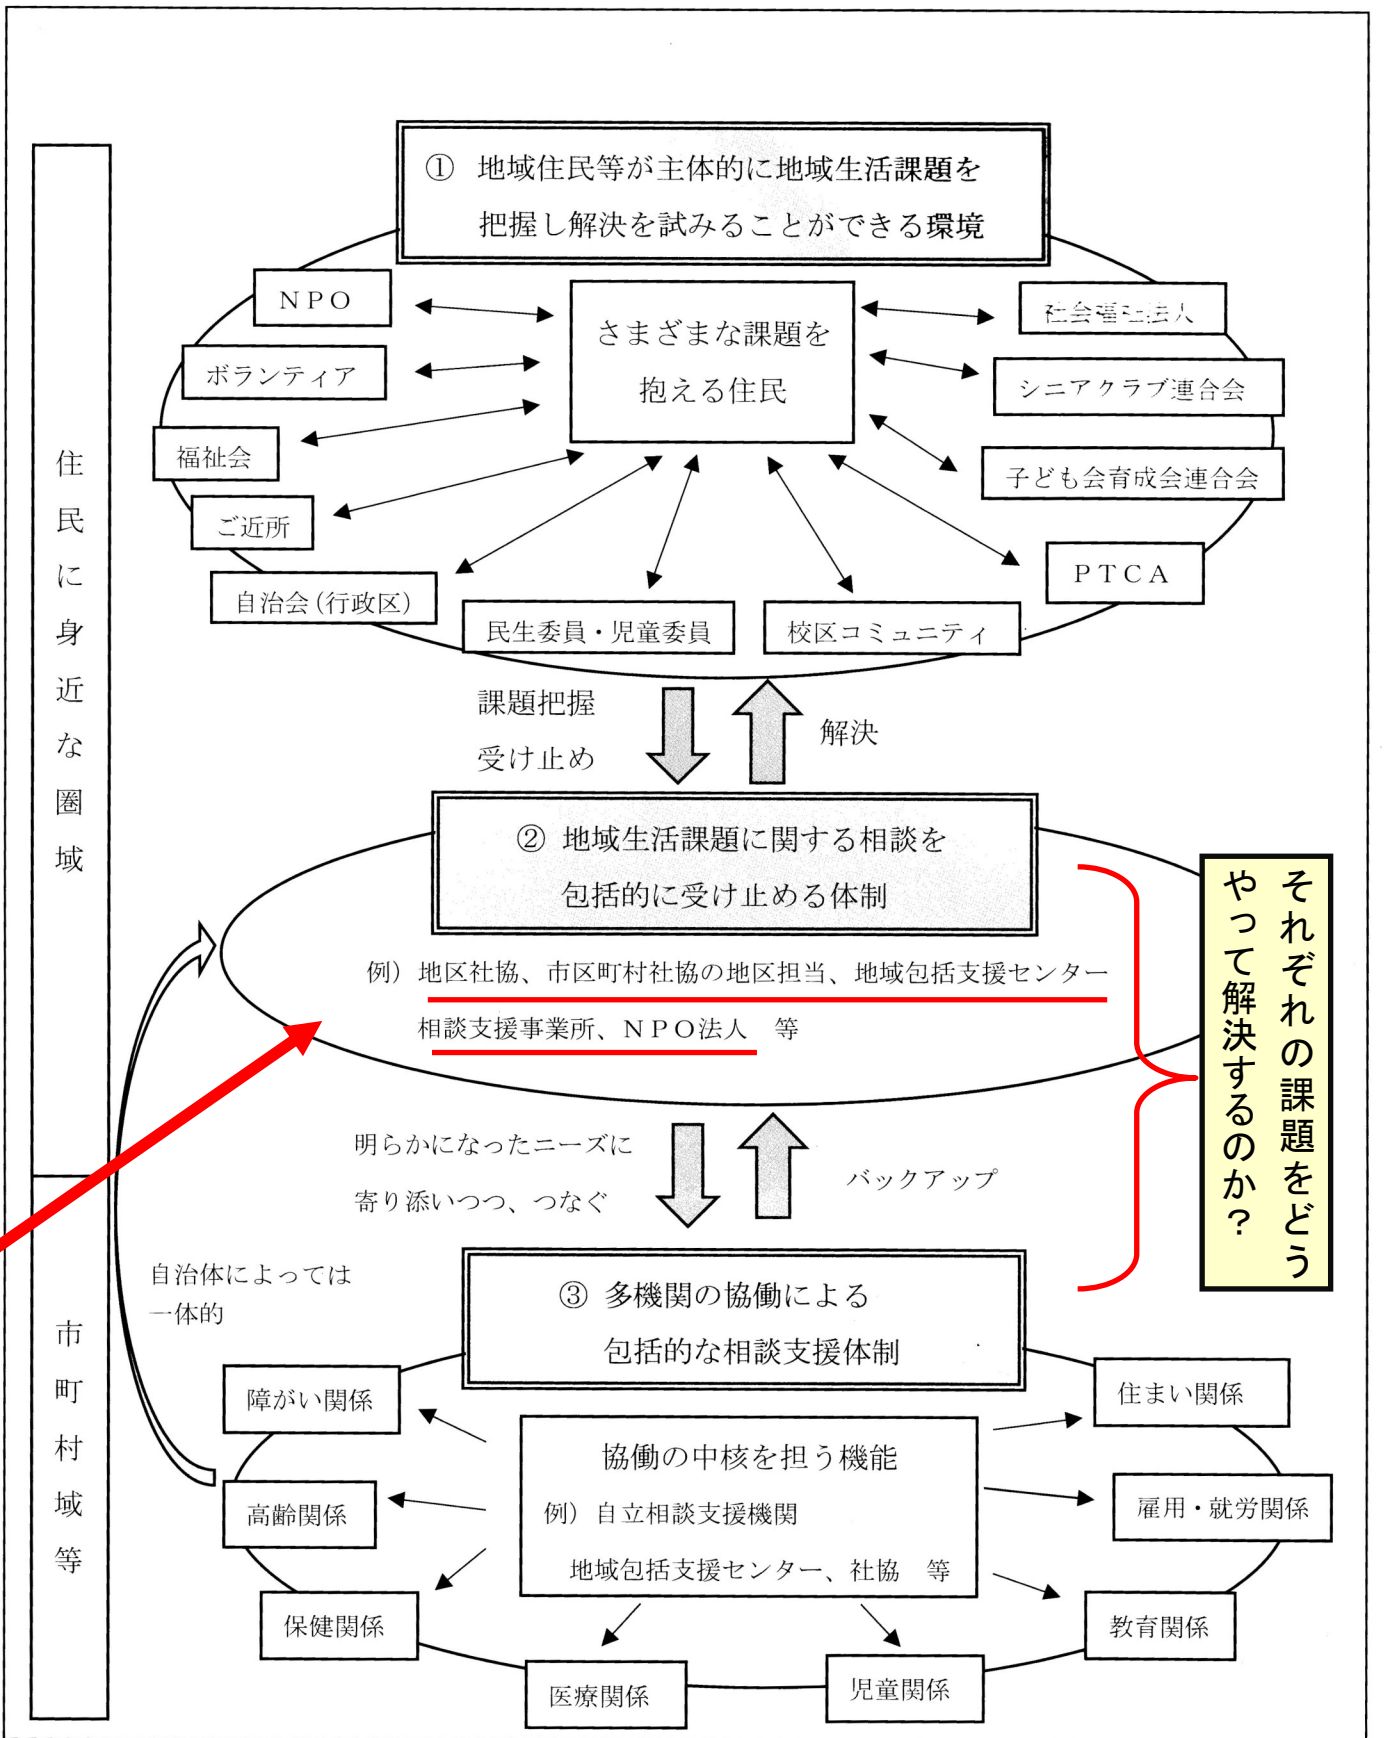 ① 地域住民等が主体的に地域生活課題を
把握し解決を試みることができる環境
NPO
ボランティア
福祉会
ご近所
自治会(行政区)
民生委員・児童委員
校区コミュニティ
PTCA
子ども会育成会連合会
シニアクラブ連合会
社会福祉法人
さまざまな課題を
抱える住民
住民に身近な圏域
課題把握
受け止め
解決
② 地域生活課題に関する相談を
包括的に受け止める体制
例）地区社協、市区町村社協の地区担当、地域包括支援センター
相談支援事業所、NPO法人　等
それぞれの課題をどう
やって解決するのか？
明らかになったニーズに
寄り添いつつ、つなぐ
バックアップ
自治体によっては
一体的
市町村域等
③ 多機関の協働による
包括的な相談支援体制
協働の中核を担う機能
例）自立相談支援機関
地域包括支援センター、社協　等
障がい関係
高齢関係
保健関係
医療関係
児童関係
教育関係
雇用・就労関係
住まい関係